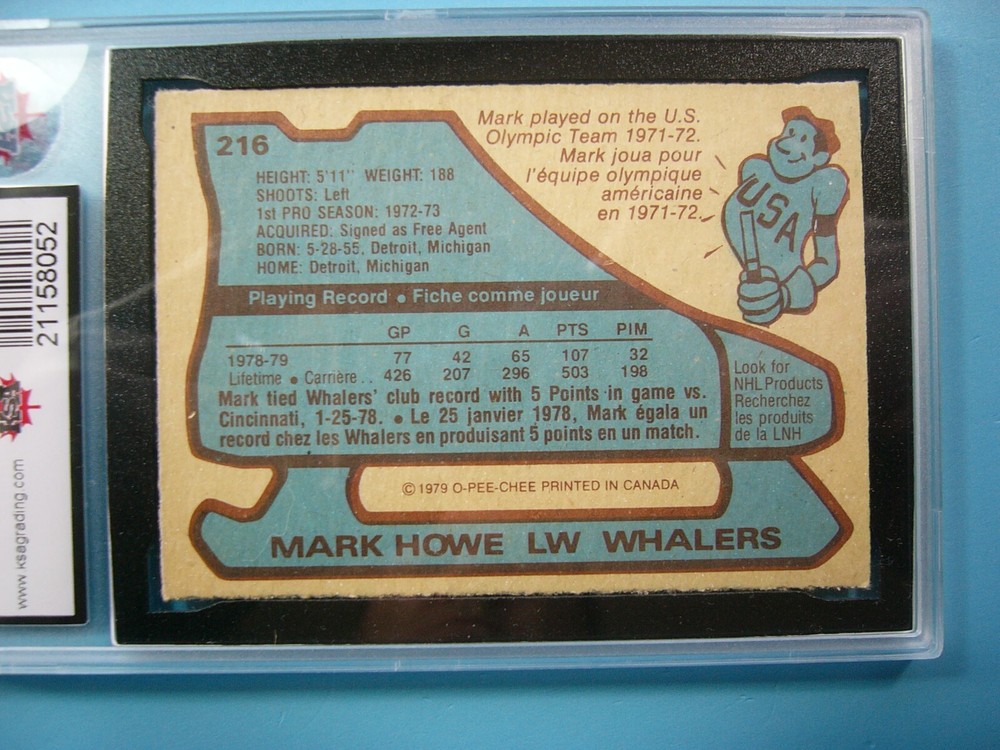 21158052
www.ksagrading.com
216
HEIGHT: 5'11" WEIGHT: 188
SHOOTS: Left
1st PRO SEASON: 1972-73
ACQUIRED: Signed as Free Agent
BORN: 5-28-55, Detroit, Michigan
HOME: Detroit, Michigan
Mark played on the U.S.
Olympic Team 1971-72.
Mark joua pour
l'équipe olympique
américaine
en 1971-72.
USA
Playing Record • Fiche comme joueur
GP G A PTS PIM
1978-79 77 42 65 107 32
Lifetime • Carrière . . 426 207 296 503 198
Mark tied Whalers' club record with 5 Points in game vs.
Cincinnati, 1-25-78. • Le 25 janvier 1978, Mark égala un
record chez les Whalers en produisant 5 points en un match.
Look for
NHL Products
Recherchez
les produits
de la LNH
© 1979 O-PEE-CHEE PRINTED IN CANADA
MARK HOWE LW WHALERS